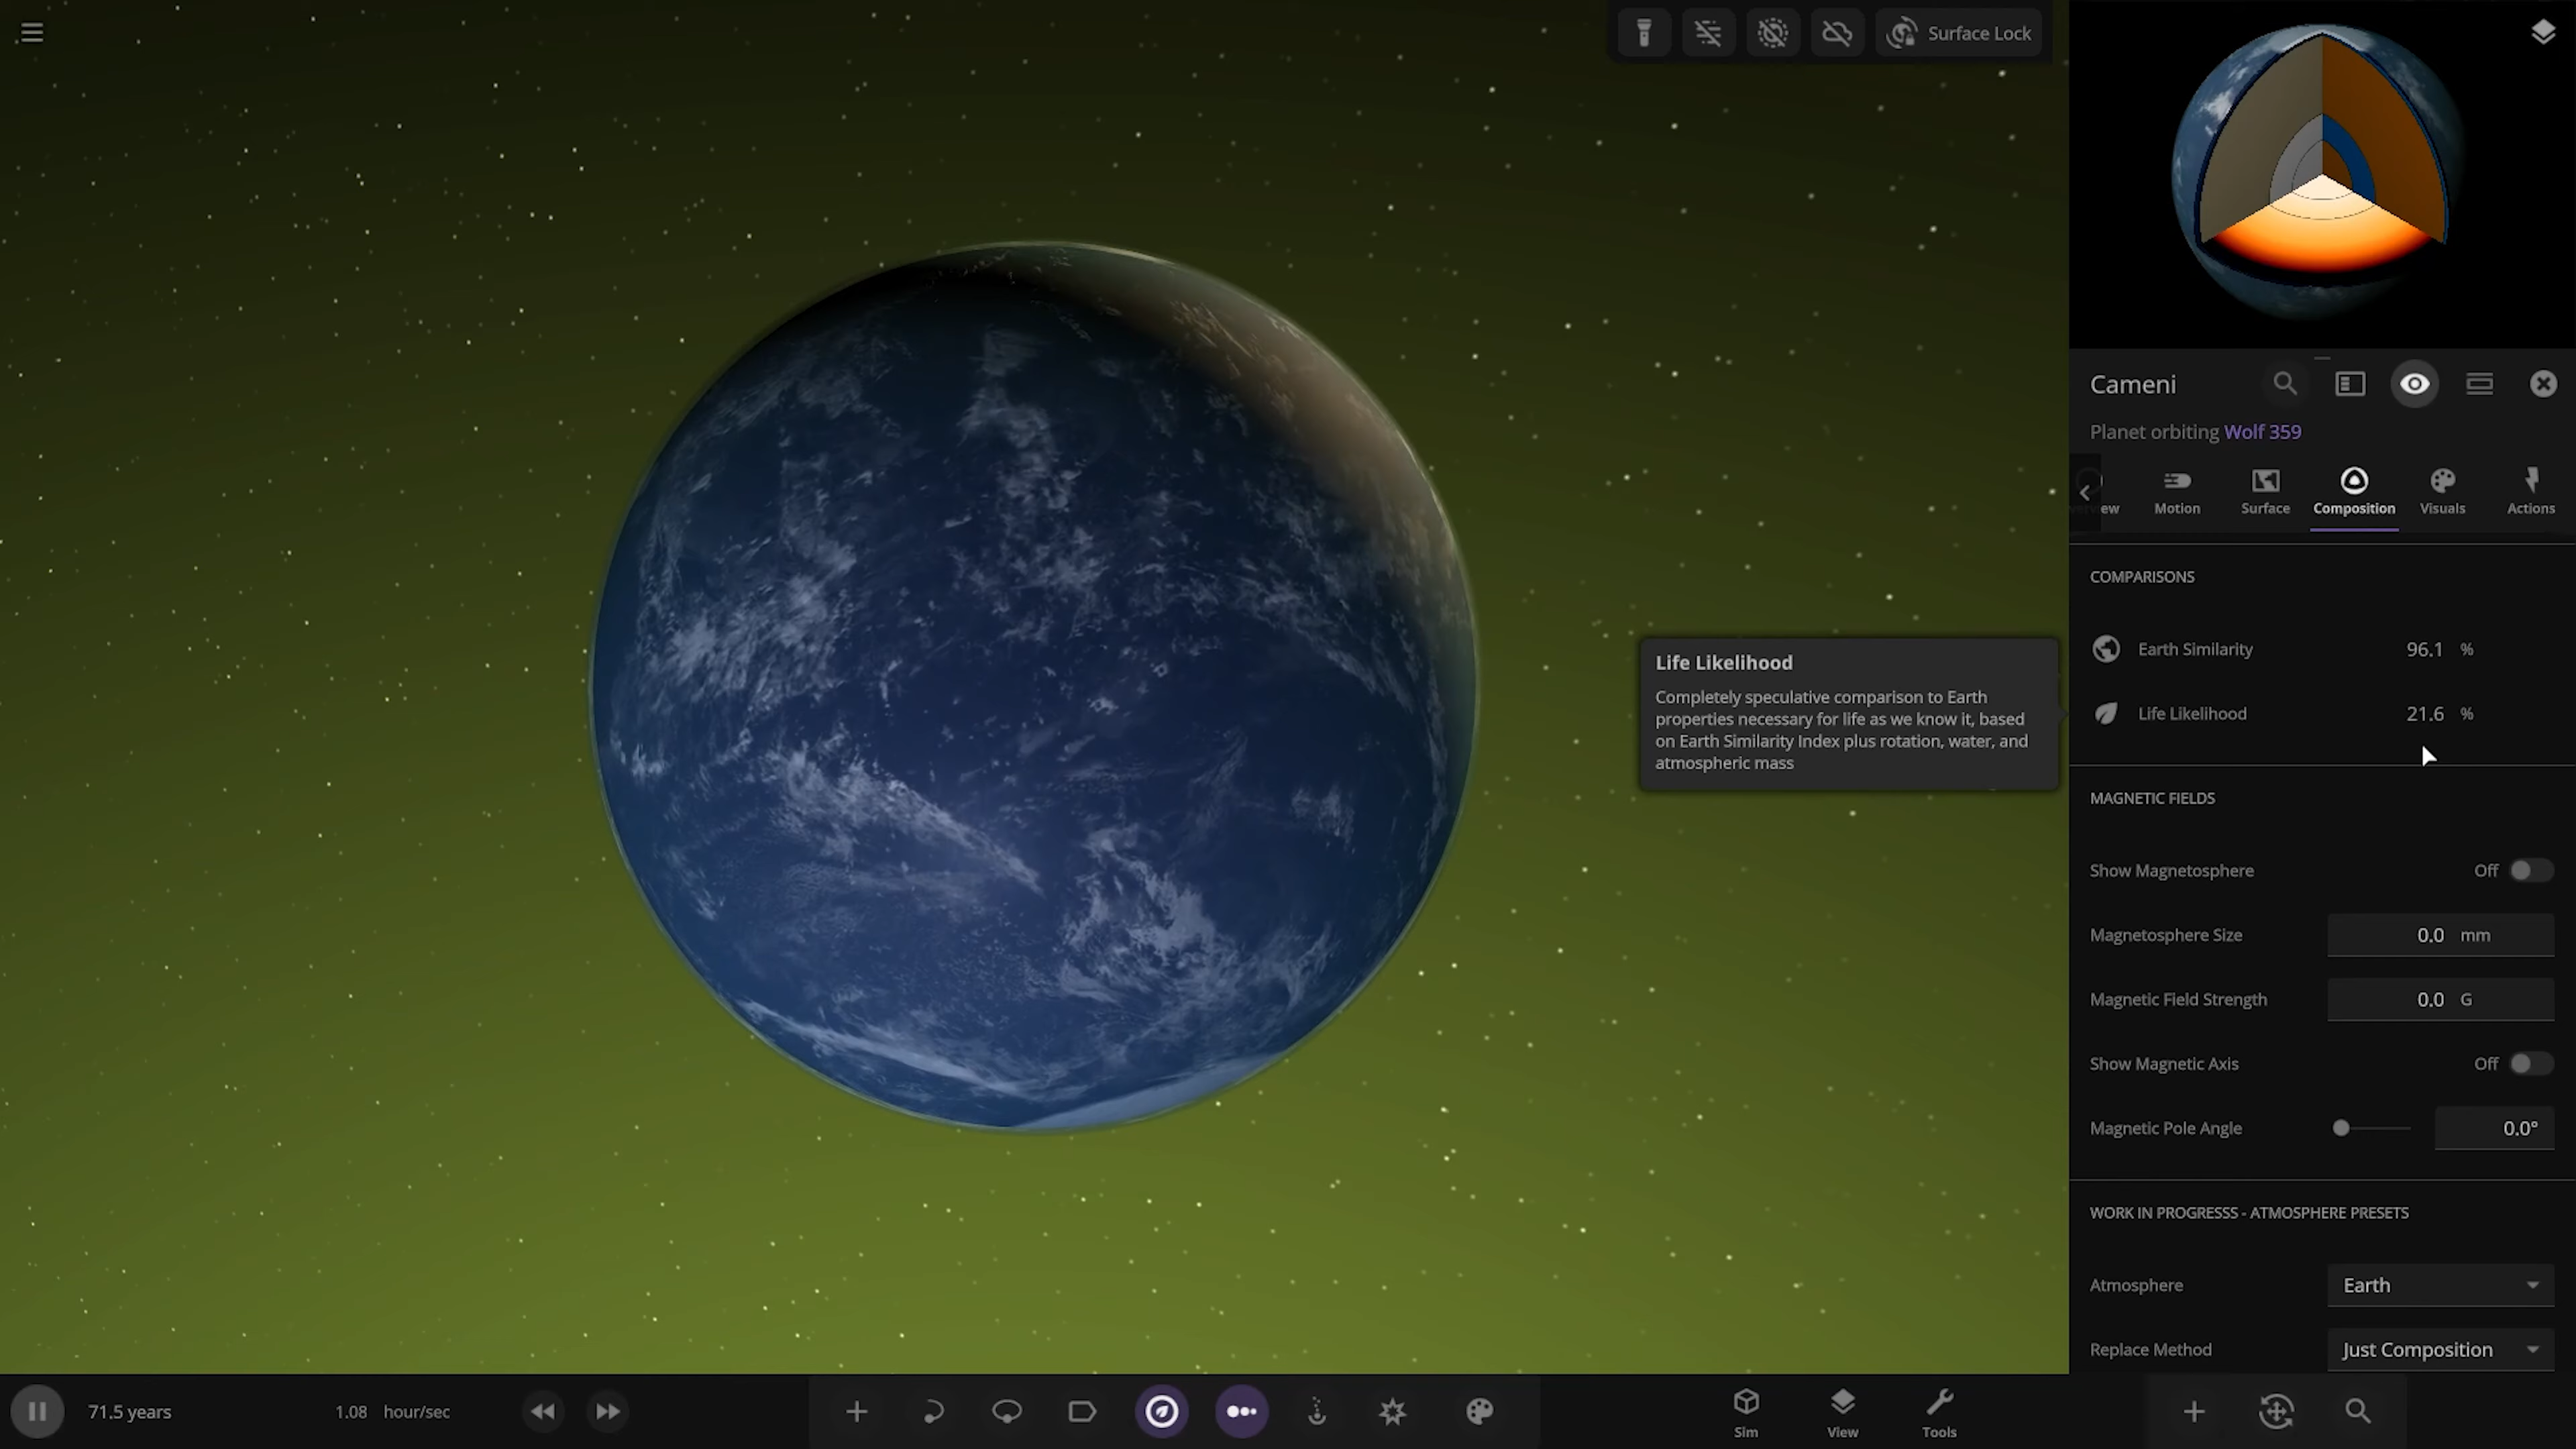 Surface Lock
Cameni
Planet orbiting Wolf 359
ew
Motion
Surface
Composition
Visuals
Actions
COMPARISONS
Earth Similarity 96.1 %
Life Likelihood 21.6 %
Life Likelihood
Completely speculative comparison to Earth
properties necessary for life as we know it, based
on Earth Similarity Index plus rotation, water, and
atmospheric mass
MAGNETIC FIELDS
Show Magnetosphere Off
Magnetosphere Size 0.0 mm
Magnetic Field Strength 0.0 G
Show Magnetic Axis Off
Magnetic Pole Angle 0.0°
WORK IN PROGRESSS - ATMOSPHERE PRESETS
Atmosphere Earth
Replace Method Just Composition
71.5 years
1.08 hour/sec
Sim
View
Tools